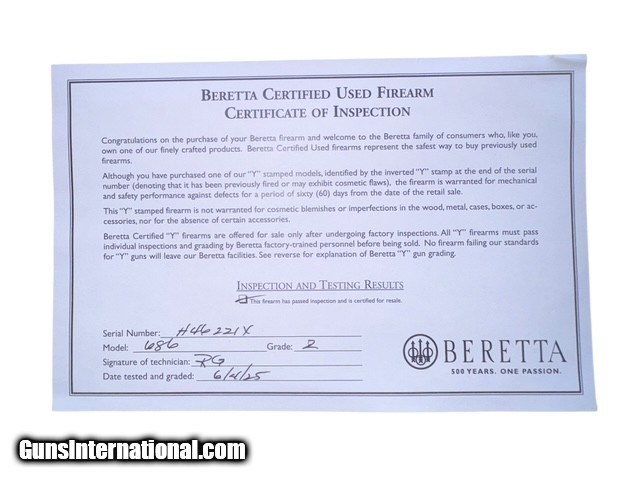 BERETTA CERTIFIED USED FIREARM
CERTIFICATE OF INSPECTION
Congratulations on the purchase of your Beretta firearm and welcome to the Beretta family of consumers who, like you,
own one of our finely crafted products. Beretta Certified Used firearms represent the safest way to buy previously used
firearms.
Although you have purchased one of our "Y" stamped models, identified by the inverted "Y" stamp at the end of the serial
number (denoting that it has been previously fired or may exhibit cosmetic flaws), the firearm is warranted for mechanical
and safety performance against defects for a period of sixty (60) days from the date of the retail sale.
This "Y" stamped firearm is not warranted for cosmetic blemishes or imperfections in the wood, metal, cases, boxes, or ac-
cessories, nor for the absence of certain accessories.
Beretta Certified "Y" firearms are offered for sale only after undergoing factory inspections. All "Y" firearms must pass
individual inspections and graading by Beretta factory-trained personnel before being sold. No firearm failing our standards
for "Y" guns will leave our Beretta facilities. See reverse for explanation of Beretta "Y" gun grading.
INSPECTION AND TESTING RESULTS
This firearm has passed inspection and is certified for resale:
Serial Number: H46221X
Model: 686 Grade: 2
Signature of technician: RG
Date tested and graded: 6/4/25
BERETTA
500 YEARS. ONE PASSION.
GunsInternational.com